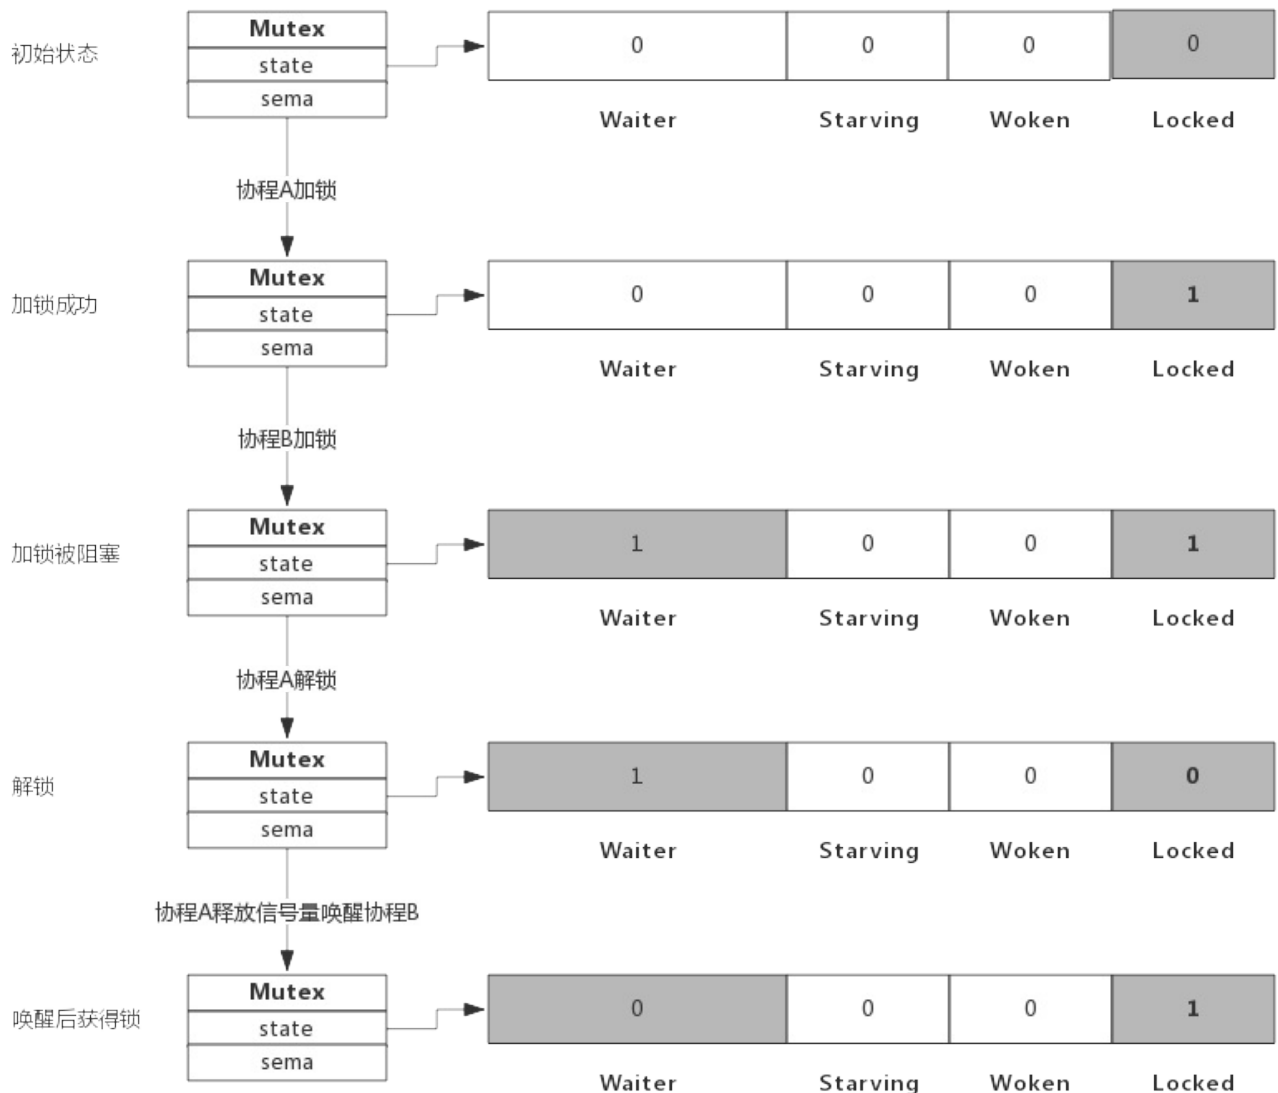 Mutex
初始状态
state
sema
0 0 0 0
Waiter Starving Woken Locked
协程A加锁
Mutex
加锁成功
state
sema
0 0 0 1
Waiter Starving Woken Locked
协程B加锁
Mutex
加锁被阻塞
state
sema
1 0 0 1
Waiter Starving Woken Locked
协程A解锁
Mutex
解锁
state
sema
1 0 0 0
Waiter Starving Woken Locked
协程A释放信号量唤醒协程B
Mutex
唤醒后获得锁
state
sema
0 0 0 1
Waiter Starving Woken Locked